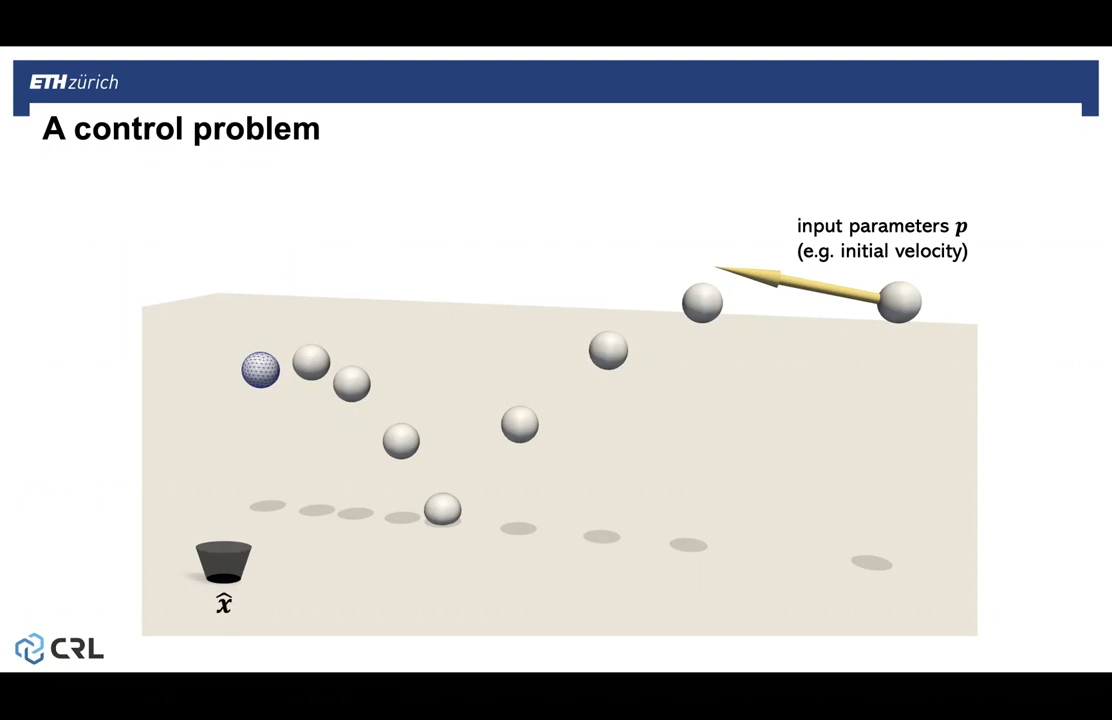 ETH zürich
A control problem
input parameters p
(e.g. initial velocity)
x̂
CRL